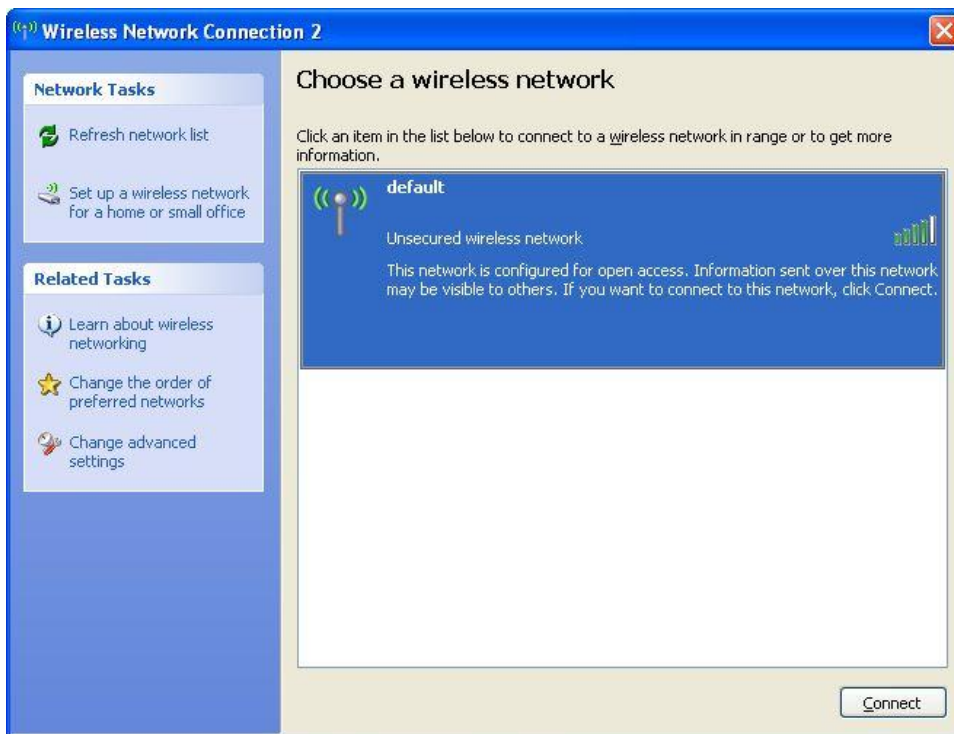 Wireless Network Connection 2
Network Tasks
Refresh network list
Set up a wireless network
for a home or small office
Related Tasks
Learn about wireless
networking
Change the order of
preferred networks
Change advanced
settings
Choose a wireless network
Click an item in the list below to connect to a wireless network in range or to get more
information.
default
Unsecured wireless network
This network is configured for open access. Information sent over this network
may be visible to others. If you want to connect to this network, click Connect.
Connect